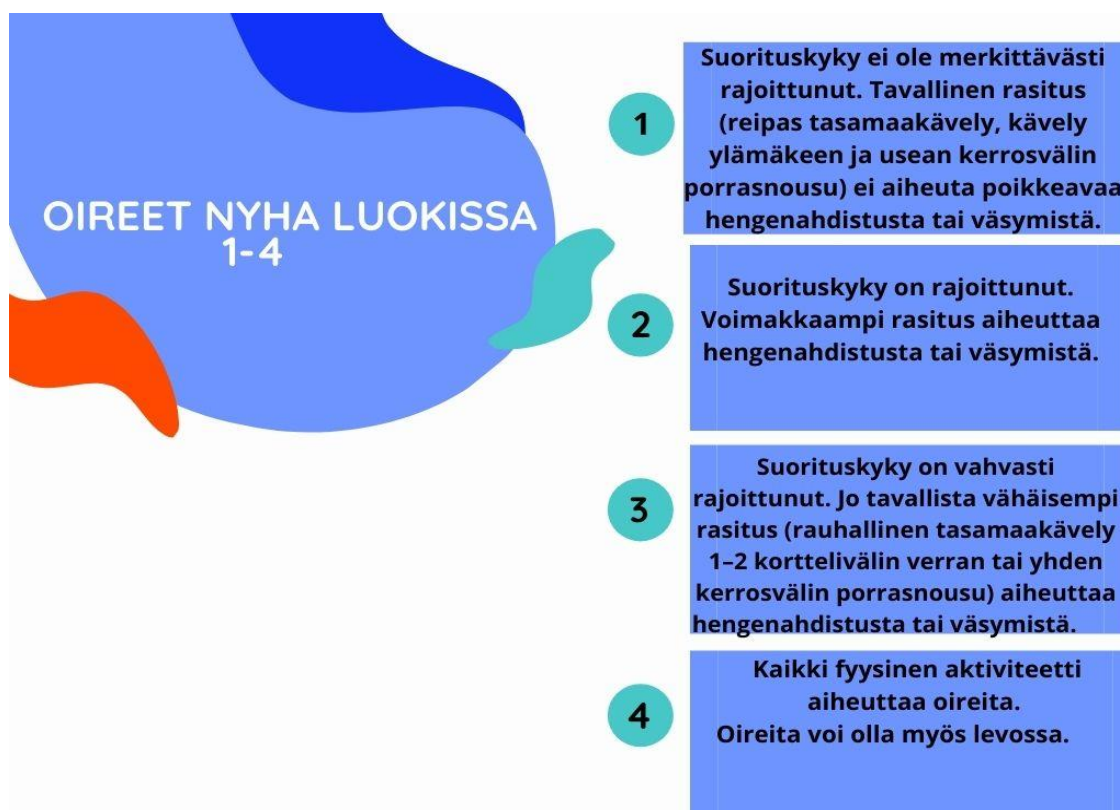 OIREET NYHA LUOKISSA
1-4
1
Suorituskyky ei ole merkittävästi
rajoittunut. Tavallinen rasitus
(reipas tasamaakävely, kävely
ylämäkeen ja usean kerrosvälin
porrasnousu) ei aiheuta poikkeavaa
hengenahdistusta tai väsymistä.
2
Suorituskyky on rajoittunut.
Voimakkaampi rasitus aiheuttaa
hengenahdistusta tai väsymistä.
3
Suorituskyky on vahvasti
rajoittunut. Jo tavallista vähäisempi
rasitus (rauhallinen tasamaakävely
1–2 korttelivälin verran tai yhden
kerrosvälin porrasnousu) aiheuttaa
hengenahdistusta tai väsymistä.
4
Kaikki fyysinen aktiviteetti
aiheuttaa oireita.
Oireita voi olla myös levossa.